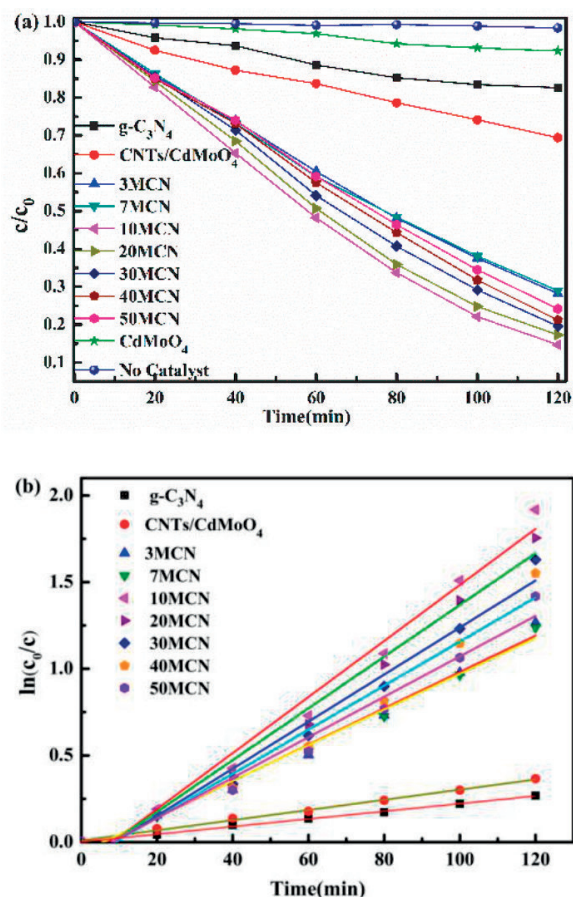 (a)
1.0
0.9
0.8
0.7
0.6
0.5
0.4
0.3
0.2
0.1
c/c₀
g-C₃N₄
CNTs/CdMoO₄
3MCN
7MCN
10MCN
20MCN
30MCN
40MCN
50MCN
CdMoO₄
No Catalyst
0 20 40 60 80 100 120
Time(min)
(b)
2.0
1.5
1.0
0.5
0.0
ln(c₀/c)
g-C₃N₄
CNTs/CdMoO₄
3MCN
7MCN
10MCN
20MCN
30MCN
40MCN
50MCN
0 20 40 60 80 100 120
Time(min)